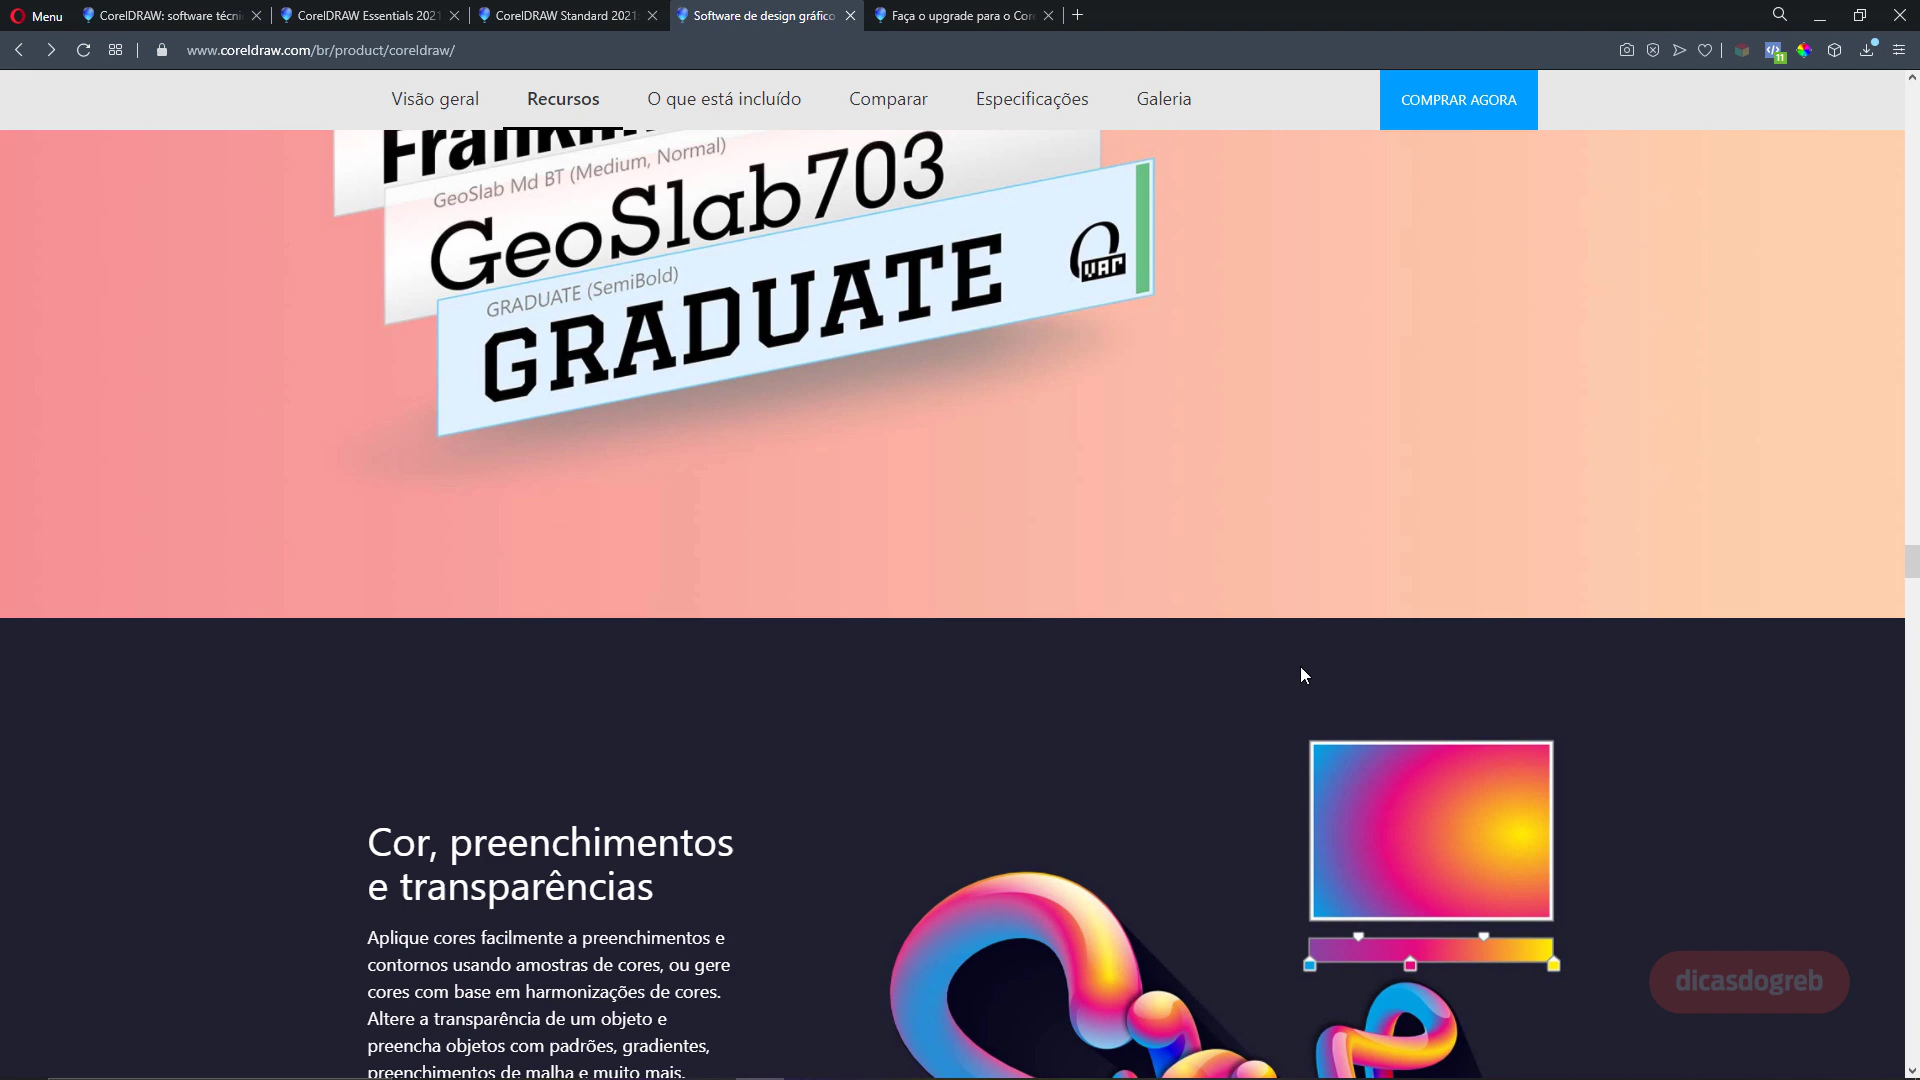 Menu
CorelDRAW: software técni
CorelDRAW Essentials 2021
CorelDRAW Standard 2021
Software de design gráfico
Faça o upgrade para o Cor
www.coreldraw.com/br/product/coreldraw/
11
Visão geral
Recursos
O que está incluído
Comparar
Especificações
Galeria
COMPRAR AGORA
Franklin
GeoSlab Md BT (Medium, Normal)
GeoSlab703
GRADUATE (SemiBold)
GRADUATE
VAR
Cor, preenchimentos
e transparências
Aplique cores facilmente a preenchimentos e
contornos usando amostras de cores, ou gere
cores com base em harmonizações de cores.
Altere a transparência de um objeto e
preencha objetos com padrões, gradientes,
preenchimentos de malha e muito mais.
dicasdogreb